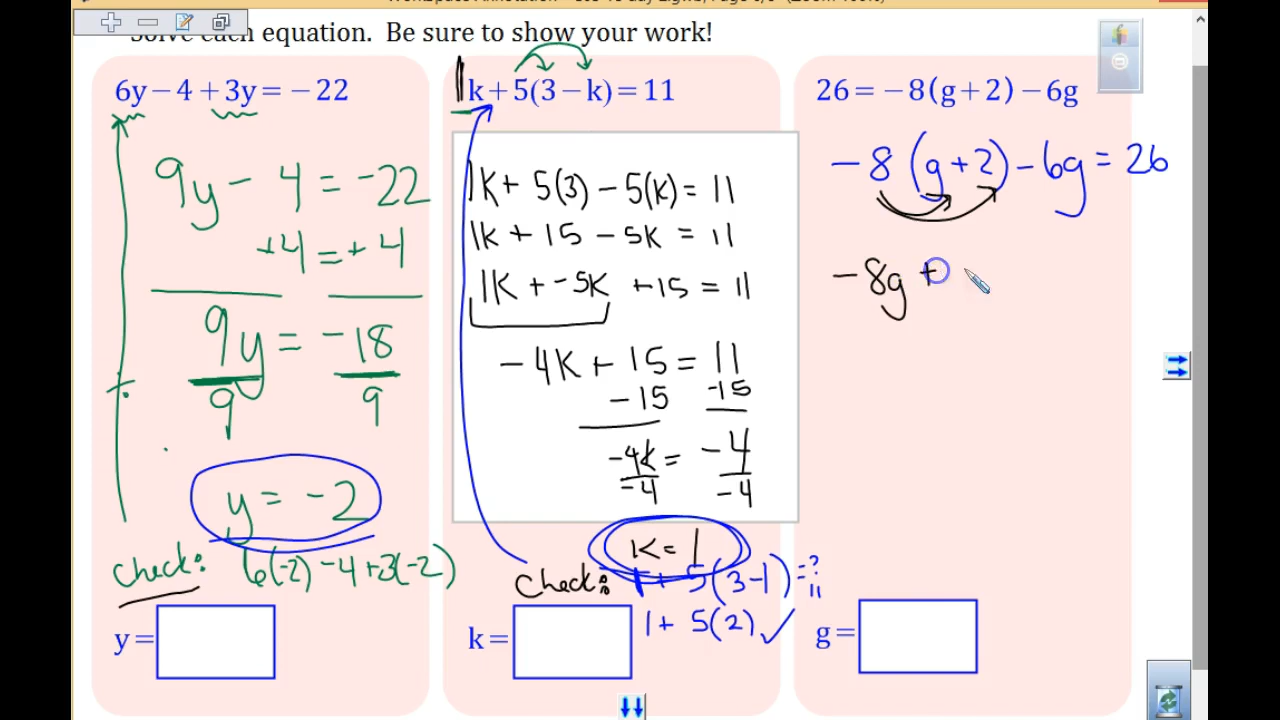 Solve each equation. Be sure to show your work!
6y − 4 + 3y = − 22
9y − 4 = -22
+4 = + 4
9y = -18
9 9
y = -2
Check: 6(-2) -4 +3(-2)
y =
1k + 5(3 − k) = 11
1K + 5(3) − 5(K) = 11
1K + 15 − 5K = 11
1K + -5K + 15 = 11
-4K + 15 = 11
-15 -15
-4K = -4
-4 -4
K = 1
Check: 1 + 5(3-1) =? 11
1 + 5(2) ✓
k =
26 = − 8(g + 2) − 6g
-8 (g+2) - 6g = 26
-8g +
g =